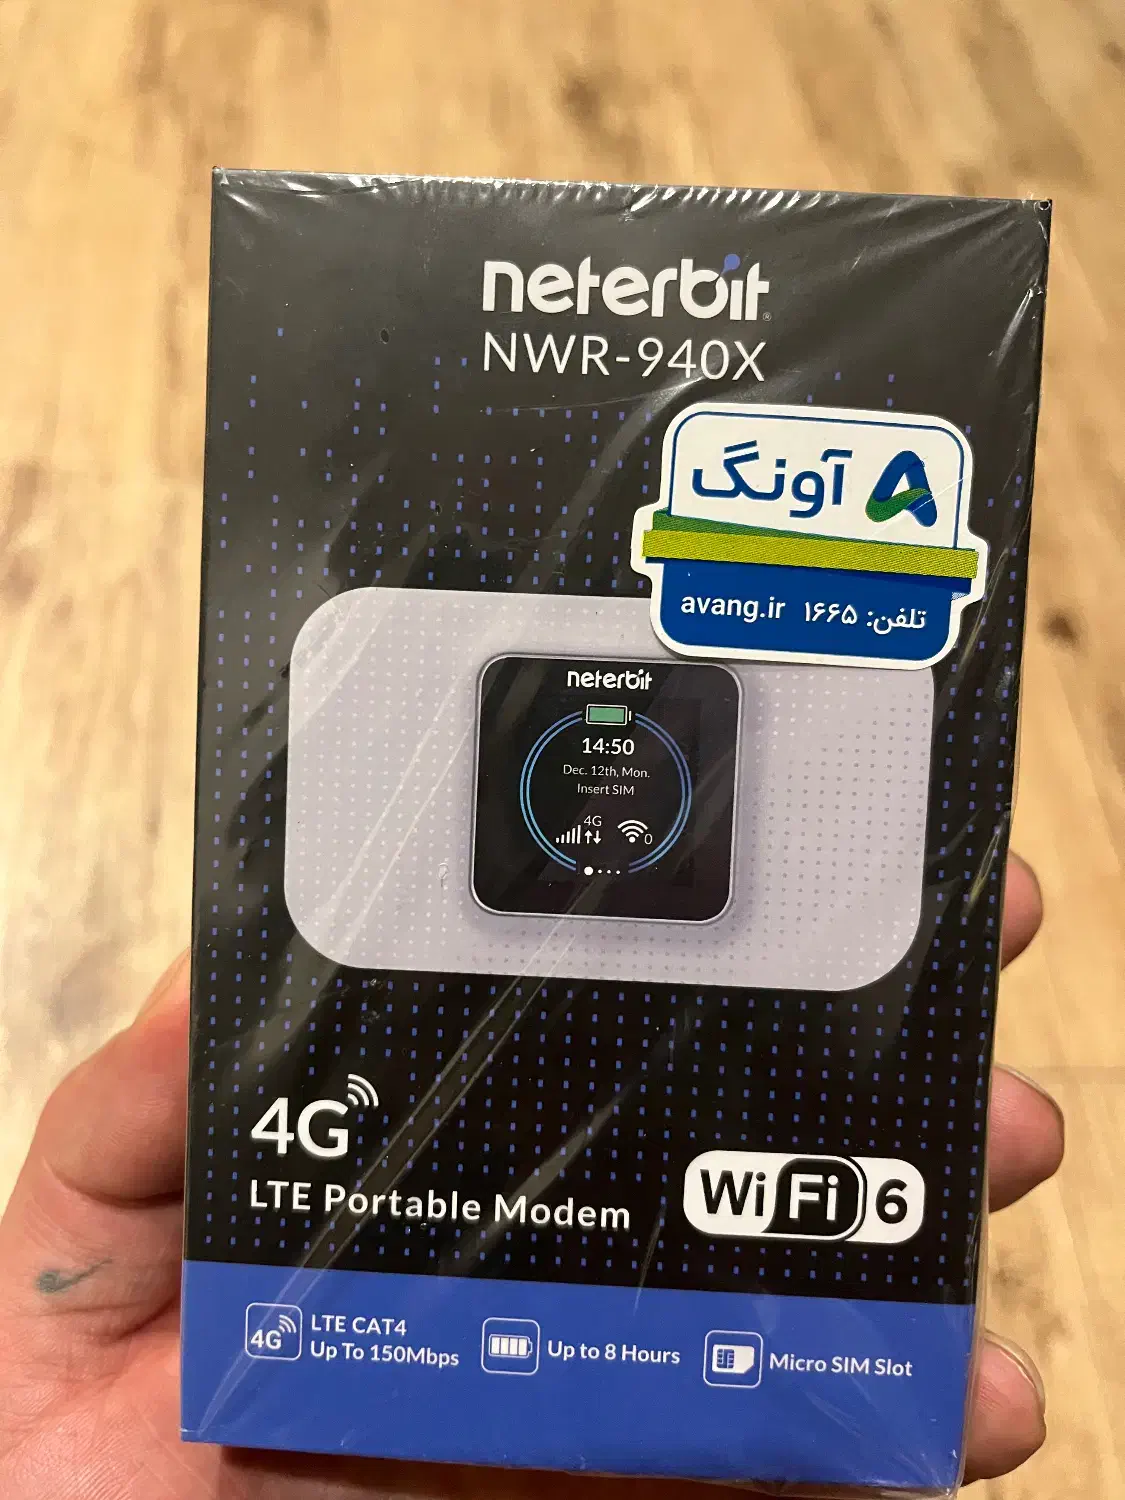 neterbit®
NWR-940X
آونگ
تلفن: ۱۶۶۵ avang.ir
neterbit
14:50
Dec. 12th, Mon.
Insert SIM
4G
0
4G
LTE Portable Modem
WiFi 6
4G
LTE CAT4
Up To 150Mbps
Up to 8 Hours
Micro SIM Slot